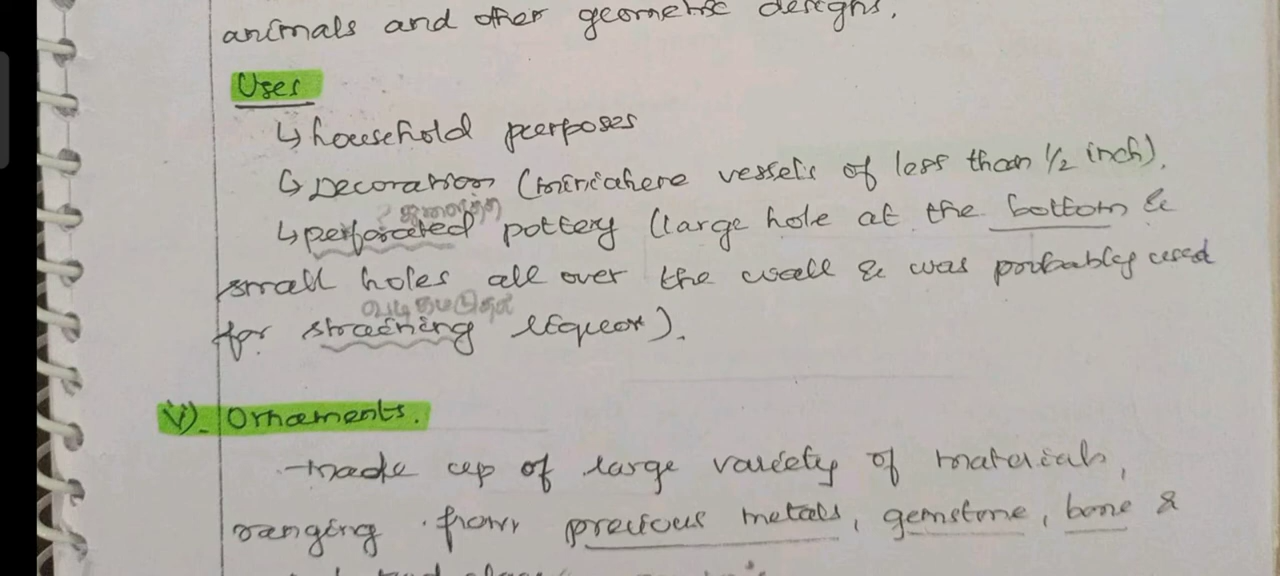 animals and other geometric designs.
Uses
↳ household purposes
↳ Decoration (miniature vessels of less than 1/2 inch).
↳ perforated pottery (large hole at the bottom &
small holes all over the wall & was probably used
for straining liquor).
V). Ornaments.
- made up of large variety of materials,
ranging from precious metals, gemstone, bone &